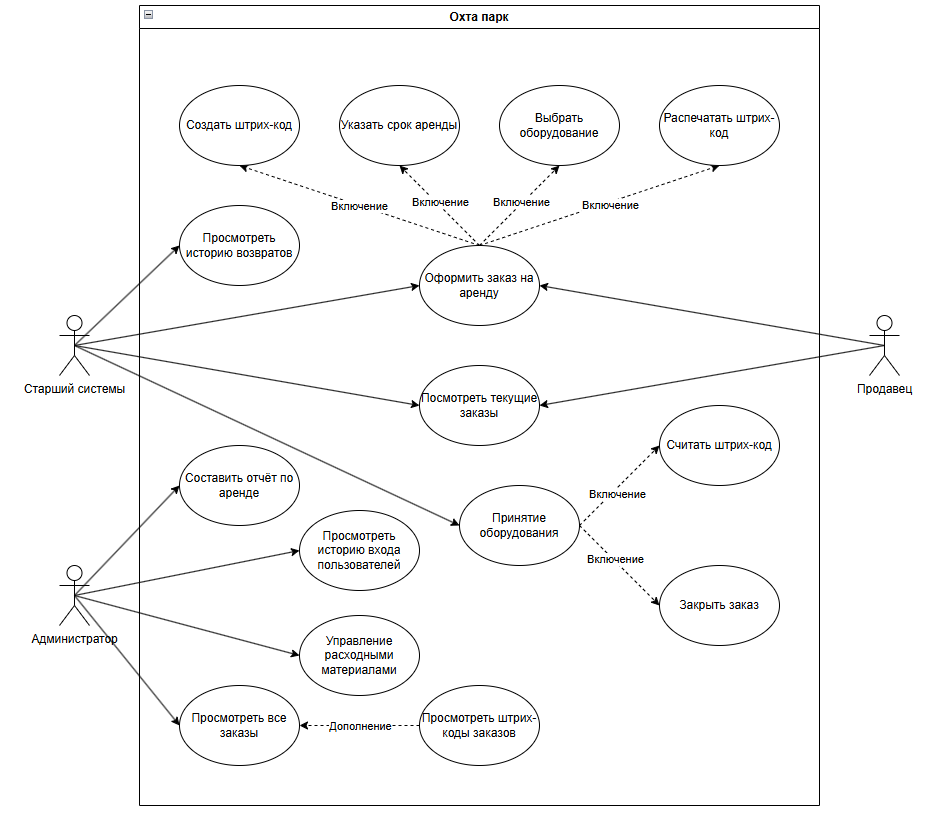 Охта парк
Создать штрих-код
Указать срок аренды
Выбрать
оборудование
Распечатать штрих-
код
Включение
Включение
Включение
Включение
Просмотреть
историю возвратов
Оформить заказ на
аренду
Старший системы
Продавец
Посмотреть текущие
заказы
Считать штрих-код
Составить отчёт по
аренде
Включение
Принятие
оборудования
Просмотреть
историю входа
пользователей
Включение
Закрыть заказ
Администратор
Управление
расходными
материалами
Просмотреть все
заказы
Дополнение
Просмотреть штрих-
коды заказов